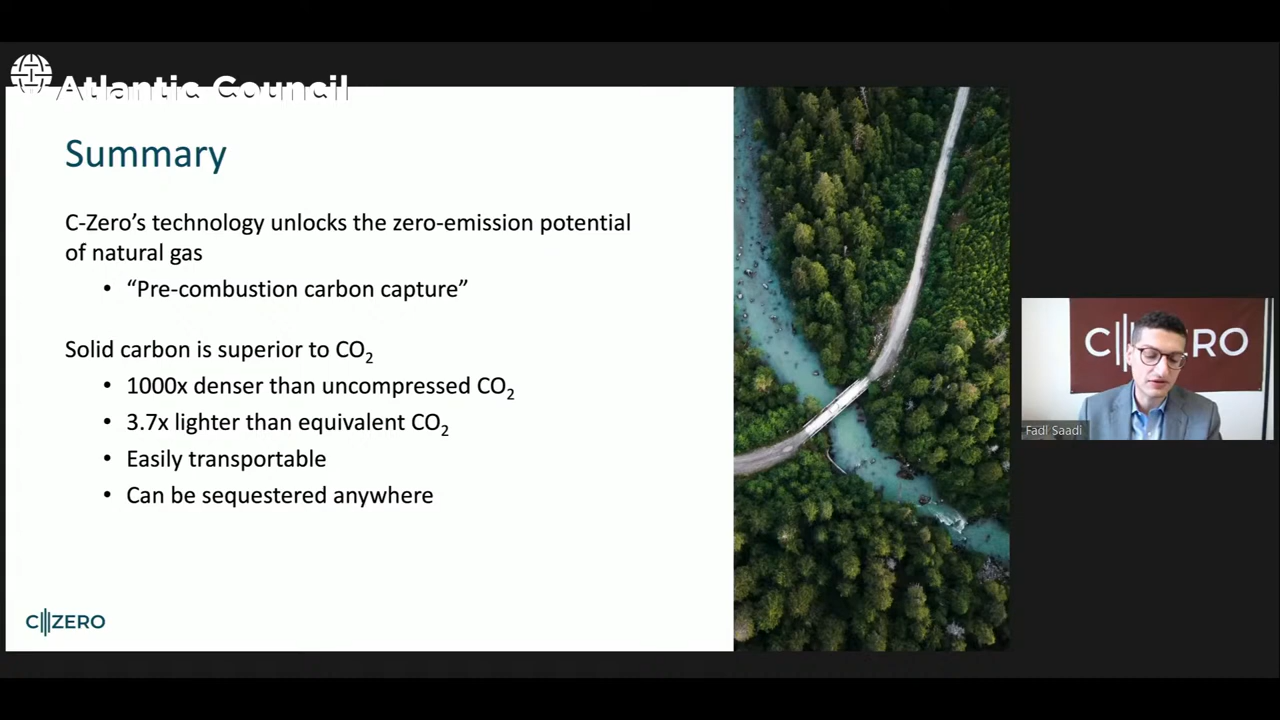 Atlantic Council
Summary
C-Zero’s technology unlocks the zero-emission potential
of natural gas
• “Pre-combustion carbon capture”
Solid carbon is superior to CO₂
• 1000x denser than uncompressed CO₂
• 3.7x lighter than equivalent CO₂
• Easily transportable
• Can be sequestered anywhere
C ZERO
C ZERO
Fadl Saadi